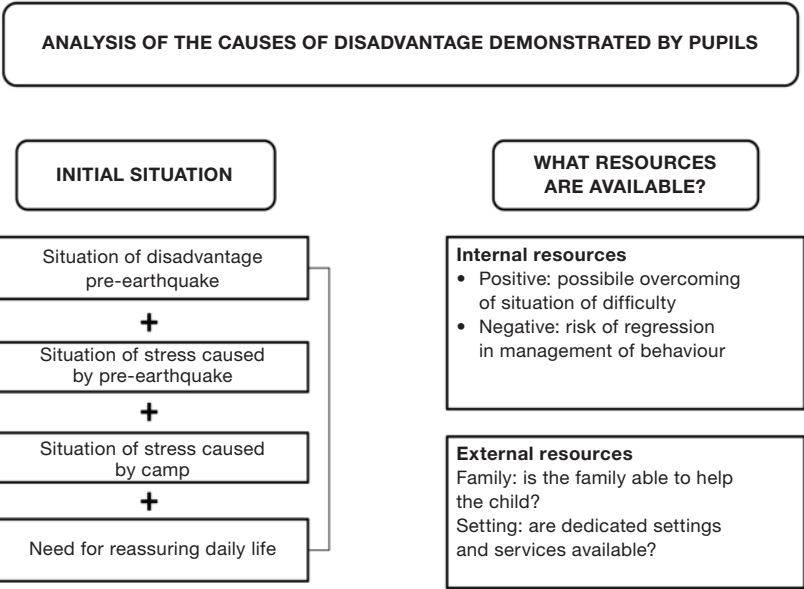 ANALYSIS OF THE CAUSES OF DISADVANTAGE DEMONSTRATED BY PUPILS
INITIAL SITUATION
Situation of disadvantage
pre-earthquake
+
Situation of stress caused
by pre-earthquake
+
Situation of stress caused
by camp
+
Need for reassuring daily life
WHAT RESOURCES
ARE AVAILABLE?
Internal resources
• Positive: possibile overcoming
of situation of difficulty
• Negative: risk of regression
in management of behaviour
External resources
Family: is the family able to help
the child?
Setting: are dedicated settings
and services available?